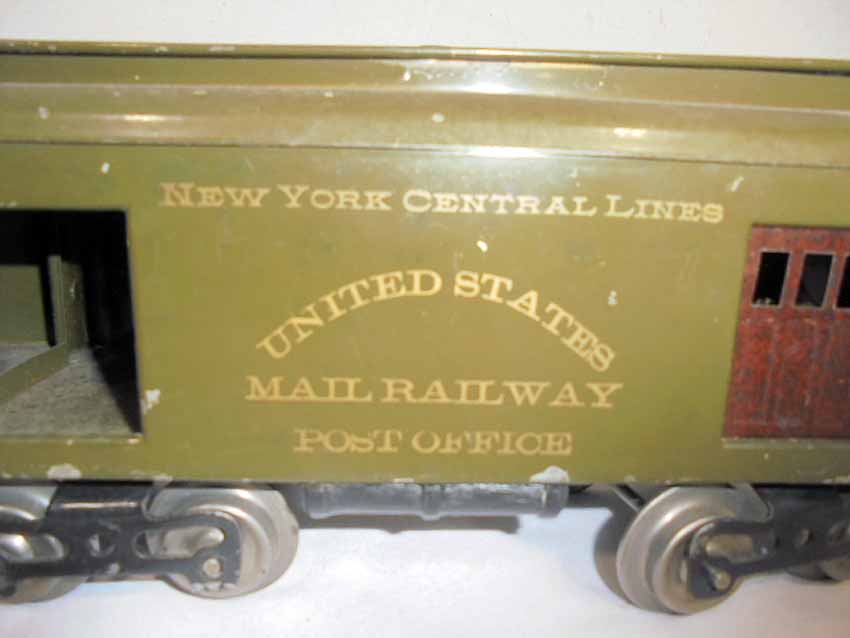 NEW YORK CENTRAL LINES
UNITED STATES
MAIL RAILWAY
POST OFFICE